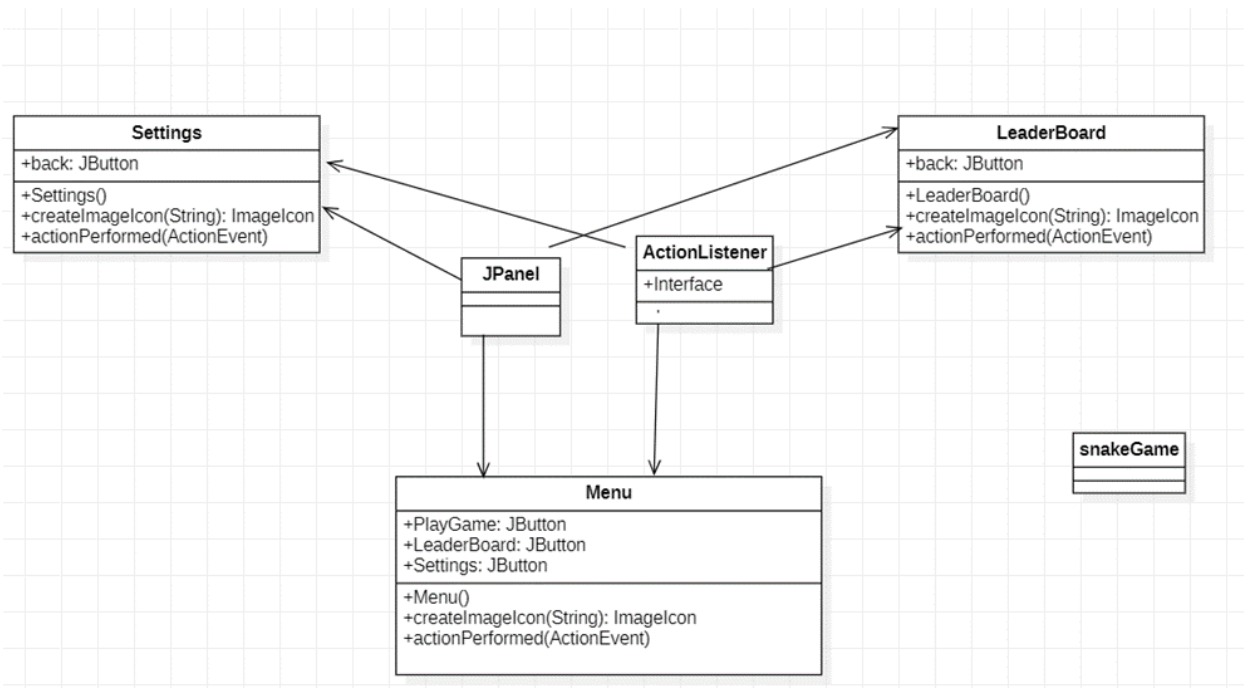 Settings
+back: JButton
+Settings()
+createImageIcon(String): ImageIcon
+actionPerformed(ActionEvent)
LeaderBoard
+back: JButton
+LeaderBoard()
+createImageIcon(String): ImageIcon
+actionPerformed(ActionEvent)
JPanel
ActionListener
+Interface
snakeGame
Menu
+PlayGame: JButton
+LeaderBoard: JButton
+Settings: JButton
+Menu()
+createImageIcon(String): ImageIcon
+actionPerformed(ActionEvent)